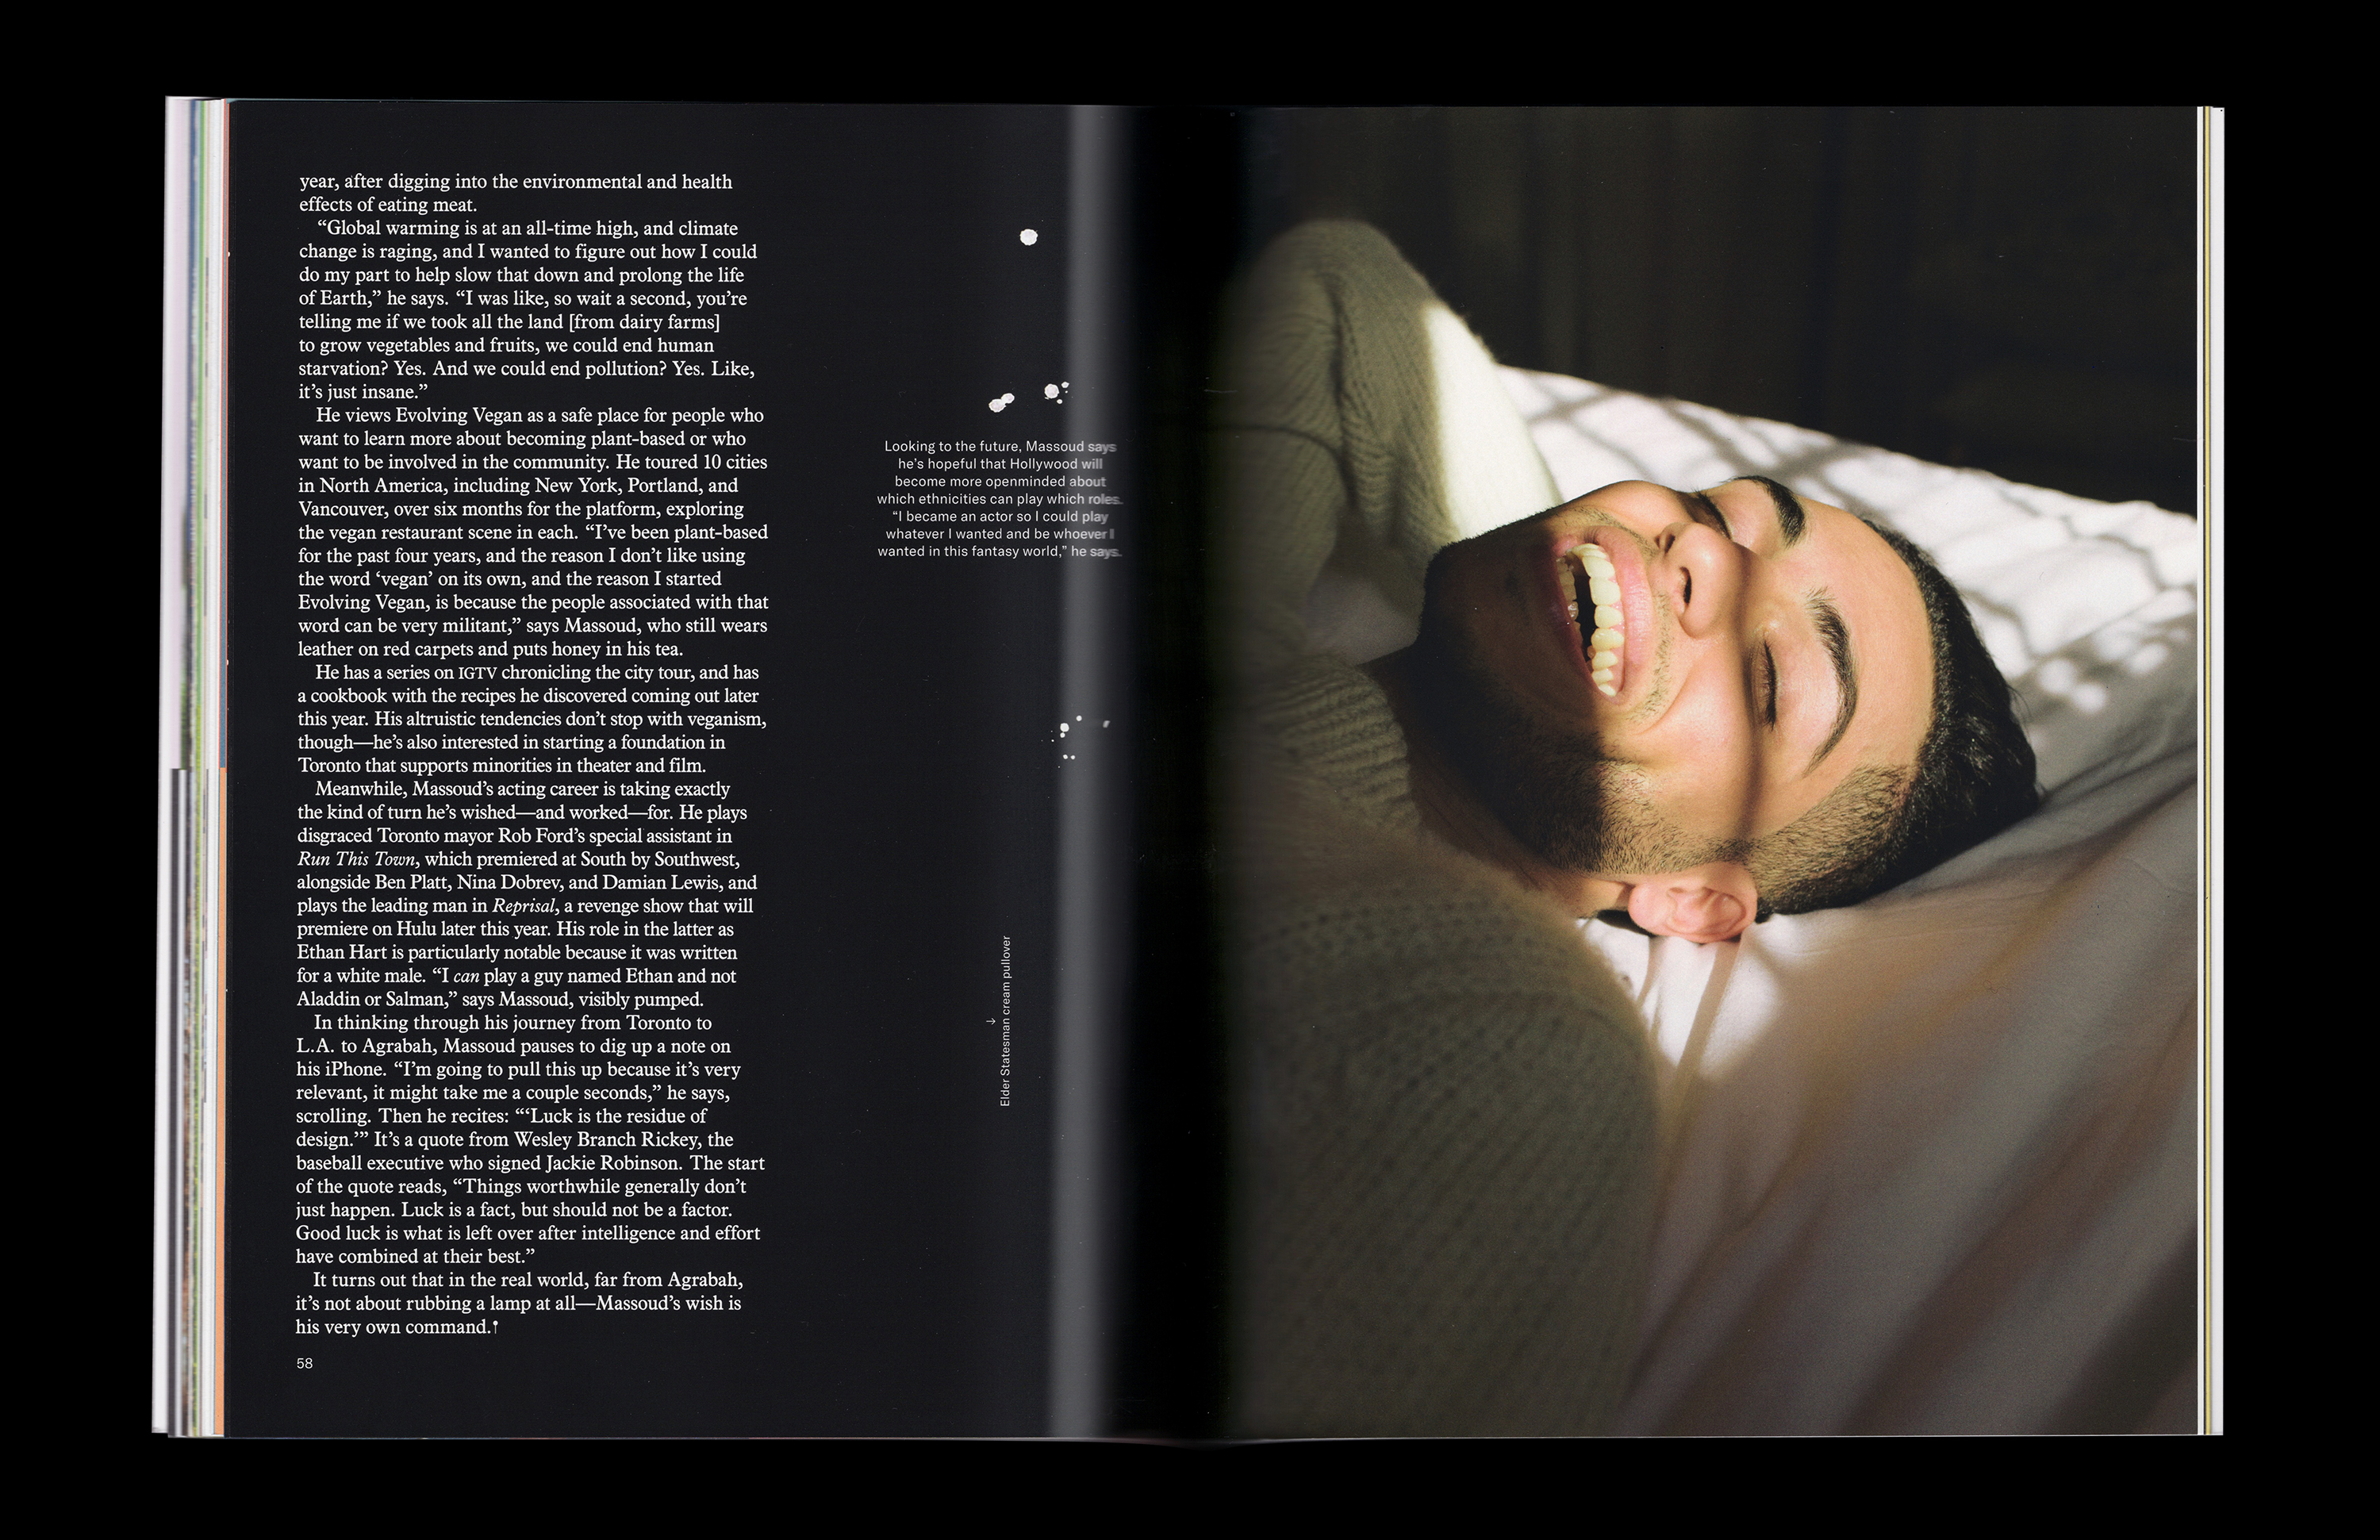 year, after digging into the environmental and health
effects of eating meat.
“Global warming is at an all-time high, and climate
change is raging, and I wanted to figure out how I could
do my part to help slow that down and prolong the life
of Earth,” he says. “I was like, so wait a second, you’re
telling me if we took all the land [from dairy farms]
to grow vegetables and fruits, we could end human
starvation? Yes. And we could end pollution? Yes. Like,
it’s just insane.”
He views Evolving Vegan as a safe place for people who
want to learn more about becoming plant-based or who
want to be involved in the community. He toured 10 cities
in North America, including New York, Portland, and
Vancouver, over six months for the platform, exploring
the vegan restaurant scene in each. “I’ve been plant-based
for the past four years, and the reason I don’t like using
the word ‘vegan’ on its own, and the reason I started
Evolving Vegan, is because the people associated with that
word can be very militant,” says Massoud, who still wears
leather on red carpets and puts honey in his tea.
He has a series on IGTV chronicling the city tour, and has
a cookbook with the recipes he discovered coming out later
this year. His altruistic tendencies don’t stop with veganism,
though—he’s also interested in starting a foundation in
Toronto that supports minorities in theater and film.
Meanwhile, Massoud’s acting career is taking exactly
the kind of turn he’s wished—and worked—for. He plays
disgraced Toronto mayor Rob Ford’s special assistant in
Run This Town, which premiered at South by Southwest,
alongside Ben Platt, Nina Dobrev, and Damian Lewis, and
plays the leading man in Reprisal, a revenge show that will
premiere on Hulu later this year. His role in the latter as
Ethan Hart is particularly notable because it was written
for a white male. “I can play a guy named Ethan and not
Aladdin or Salman,” says Massoud, visibly pumped.
In thinking through his journey from Toronto to
L.A. to Agrabah, Massoud pauses to dig up a note on
his iPhone. “I’m going to pull this up because it’s very
relevant, it might take me a couple seconds,” he says,
scrolling. Then he recites: “‘Luck is the residue of
design.’” It’s a quote from Wesley Branch Rickey, the
baseball executive who signed Jackie Robinson. The start
of the quote reads, “Things worthwhile generally don’t
just happen. Luck is a fact, but should not be a factor.
Good luck is what is left over after intelligence and effort
have combined at their best.”
It turns out that in the real world, far from Agrabah,
it’s not about rubbing a lamp at all—Massoud’s wish is
his very own command.↑
58
Looking to the future, Massoud says
he’s hopeful that Hollywood will
become more openminded about
which ethnicities can play which roles.
“I became an actor so I could play
whatever I wanted and be whoever I
wanted in this fantasy world,” he says.
↓
Elder Statesman cream pullover